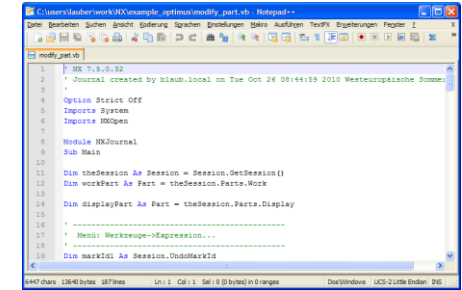 C:\users\lauber\work\NX\example_optimus\modify_part.vb - Notepad++
Datei Bearbeiten Suchen Ansicht Kodierung Sprachen Einstellungen Makro Ausführen TextFX Erweiterungen Fenster ? X
modify_part.vb
1 ' NX 7.5.0.32
2 ' Journal created by blaub.local on Tue Oct 26 08:44:59 2010 Westeuropäische Somme
3 '
4 Option Strict Off
5 Imports System
6 Imports NXOpen
7
8 Module NXJournal
9 Sub Main
10
11 Dim theSession As Session = Session.GetSession()
12 Dim workPart As Part = theSession.Parts.Work
13
14 Dim displayPart As Part = theSession.Parts.Display
15
16 ' ----------------------------------------------
17 ' Menü: Werkzeuge->Expression...
18 ' ----------------------------------------------
19 Dim markId1 As Session.UndoMarkId
6447 chars 13640 bytes 187 lines Ln : 1 Col : 1 Sel : 0 (0 bytes) in 0 ranges Dos\Windows UCS-2 Little Endian INS